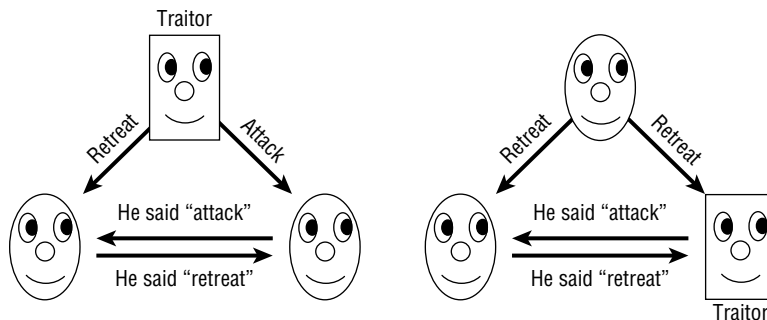 Traitor
Retreat
Attack
He said “attack”
He said “retreat”
Retreat
Retreat
He said “attack”
He said “retreat”
Traitor